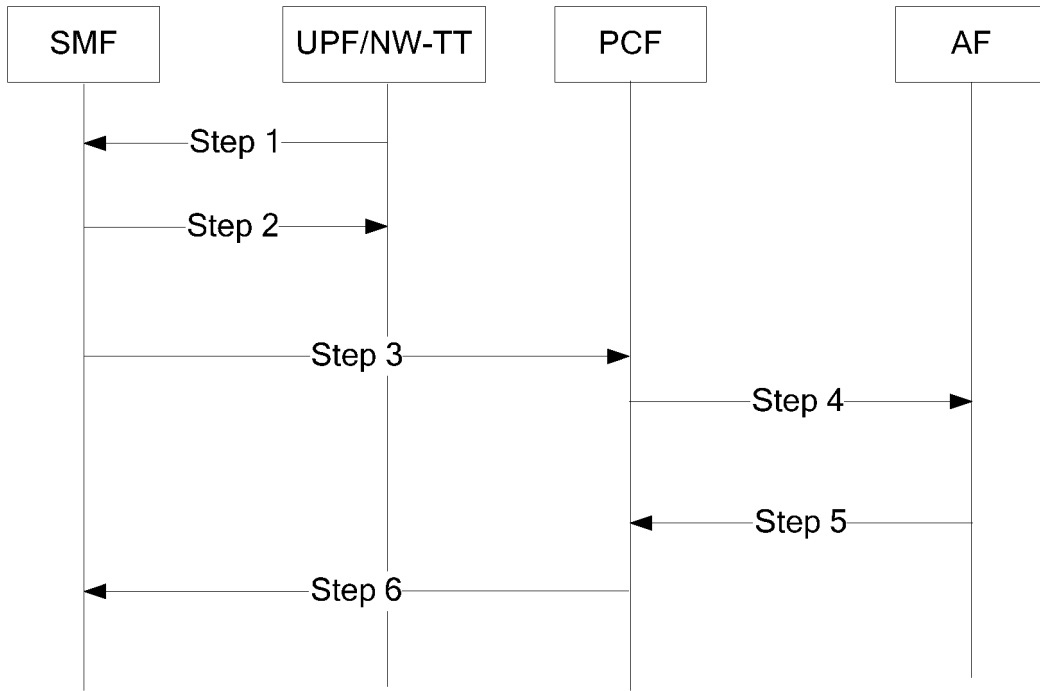 SMF UPF/NW-TT PCF AF
Step 1
Step 2
Step 3
Step 4
Step 5
Step 6